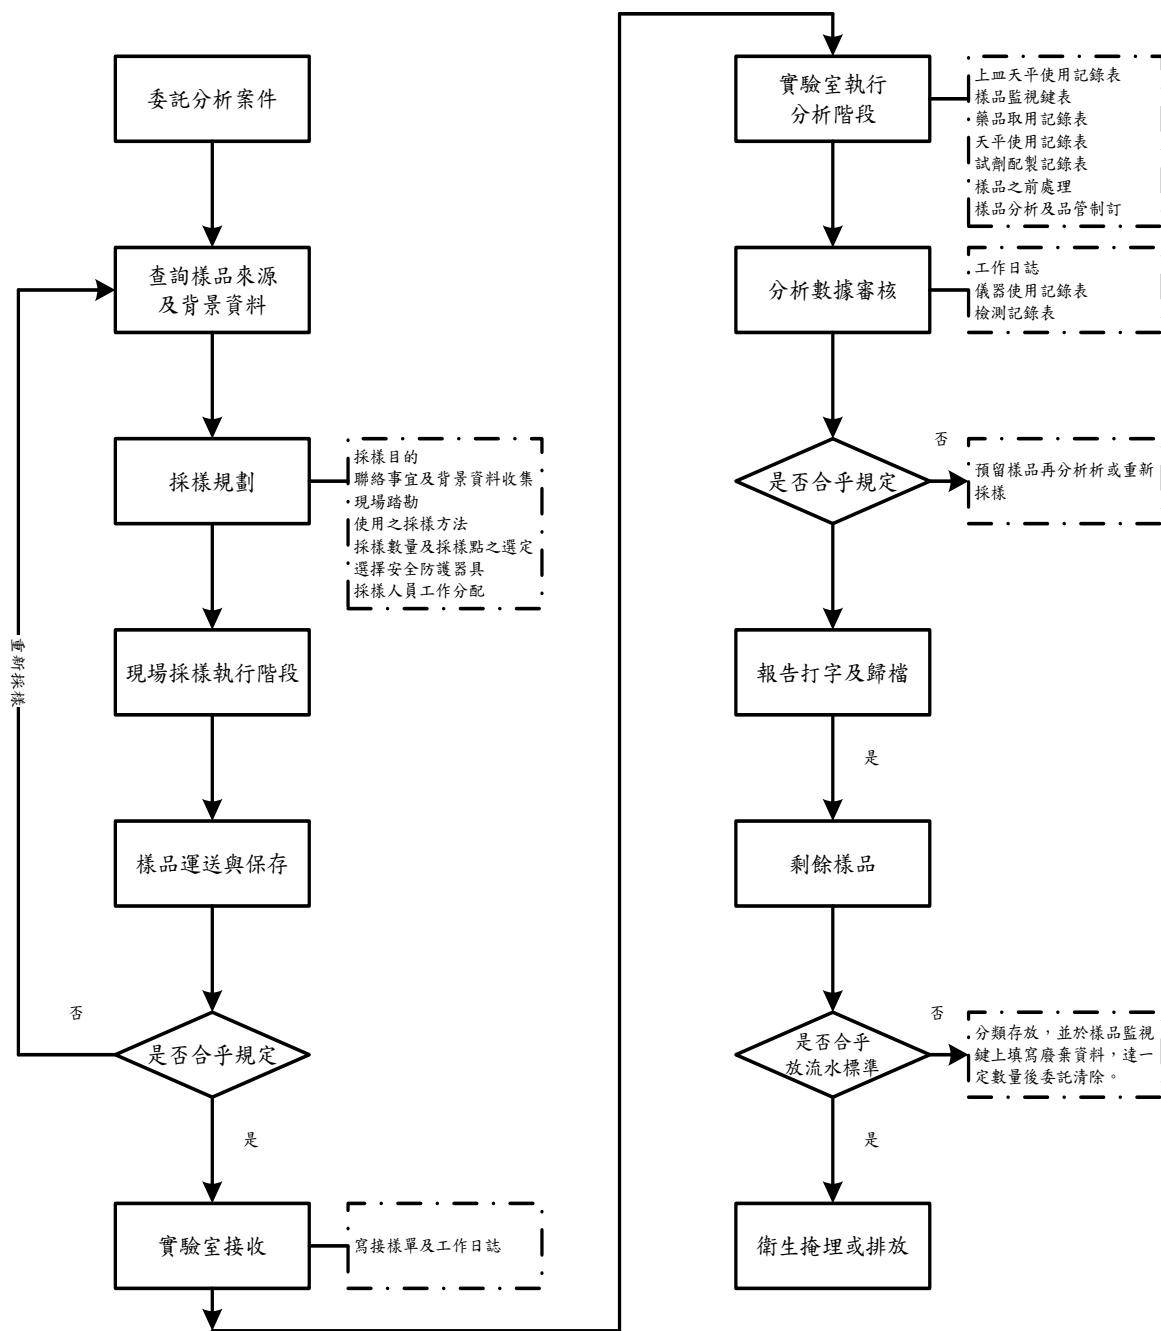 委託分析案件
查詢樣品來源
及背景資料
採樣規劃
採樣目的
聯絡事宜及背景資料收集
現場踏勘
使用之採樣方法
採樣數量及採樣點之選定
選擇安全防護器具
採樣人員工作分配
現場採樣執行階段
重新採樣
樣品運送與保存
否
是否合乎規定
是
實驗室接收
寫接樣單及工作日誌
實驗室執行
分析階段
上皿天平使用記錄表
樣品監視鍵表
藥品取用記錄表
天平使用記錄表
試劑配製記錄表
樣品之前處理
樣品分析及品管制訂
分析數據審核
工作日誌
儀器使用記錄表
檢測記錄表
是否合乎規定
否
預留樣品再分析析或重新
採樣
報告打字及歸檔
是
剩餘樣品
是否合乎
放流水標準
否
分類存放，並於樣品監視
鍵上填寫廢棄資料，達一
定數量後委託清除。
是
衛生掩埋或排放